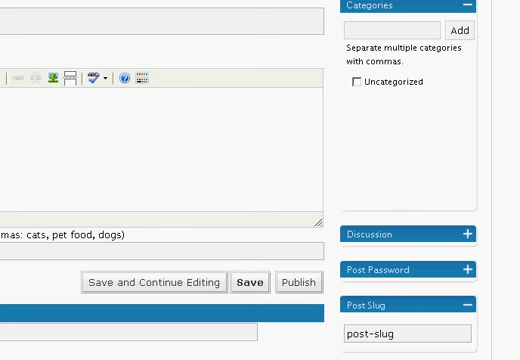 Categories
Add
Separate multiple categories
with commas.
Uncategorized
Discussion
mas: cats, pet food, dogs)
Post Password
Save and Continue Editing
Save
Publish
Post Slug
post-slug